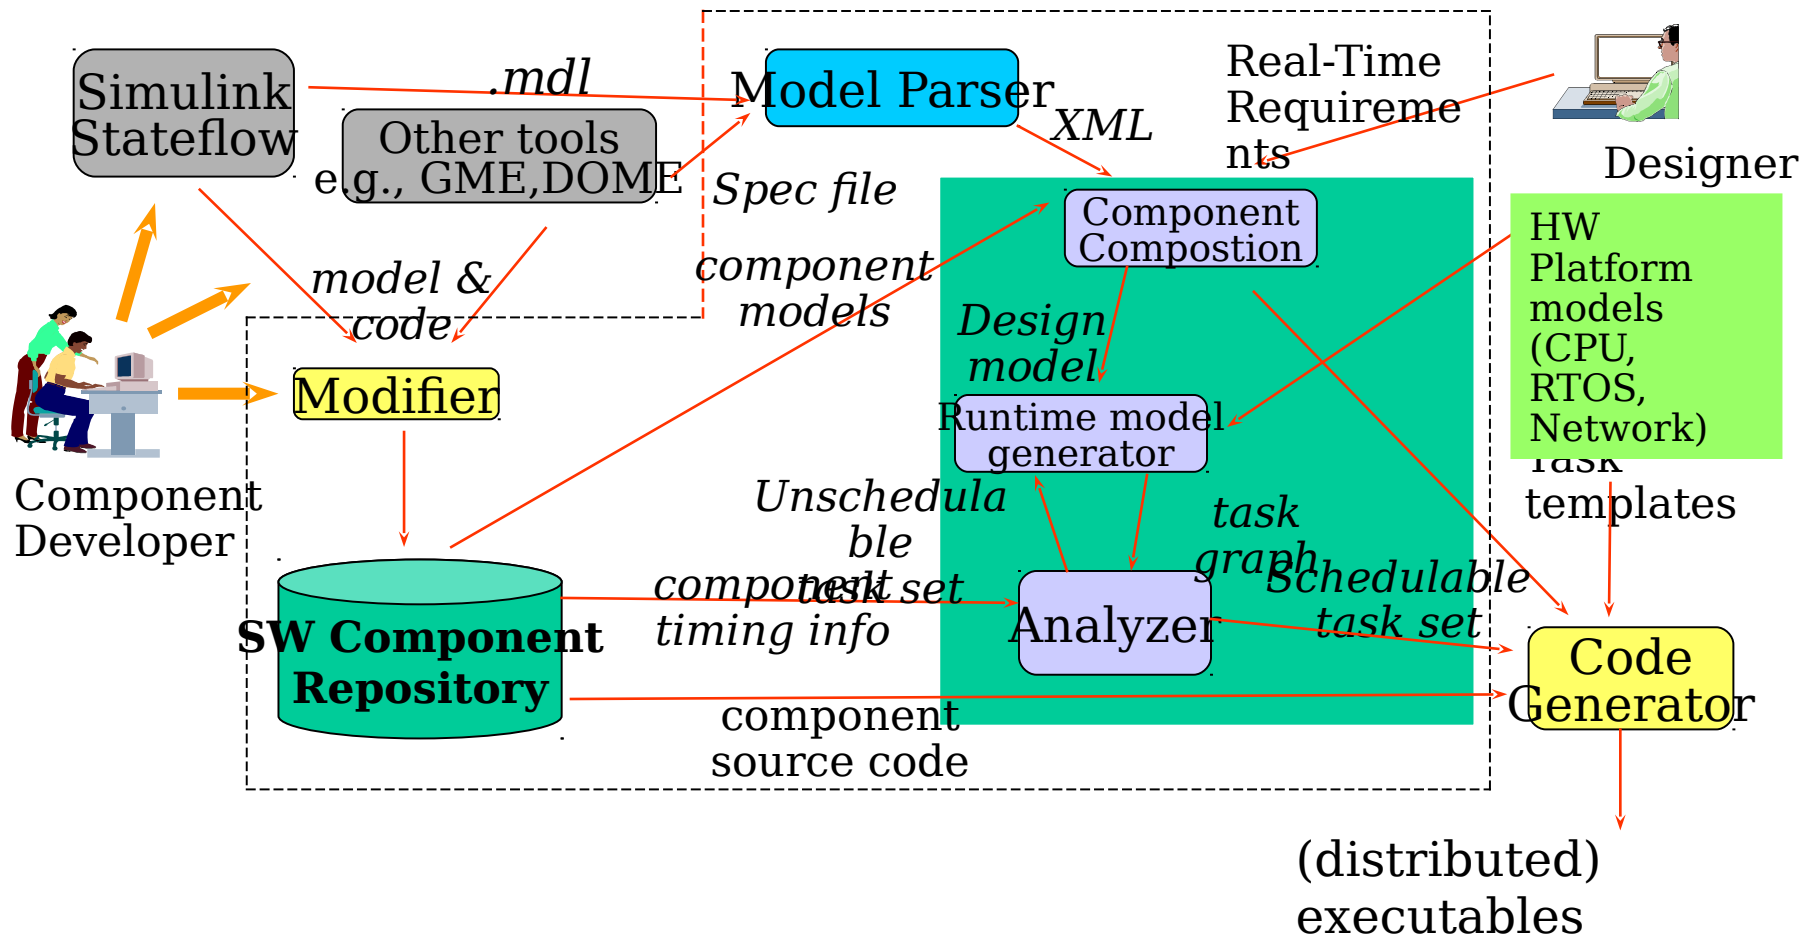 Simulink
Stateflow
.mdl
Other tools
e.g., GME,DOME
Model Parser
XML
Real-Time
Requireme
nts
Designer
Spec file
Component
Compostion
HW
Platform
models
(CPU,
RTOS,
Network)
Task
templates
model &
code
component
models
Design
model
Modifier
Runtime model
generator
Component
Developer
Unschedula
ble
task set
task
graph
component
timing info
Schedulable
task set
SW Component
Repository
Analyzer
Code
Generator
component
source code
(distributed)
executables